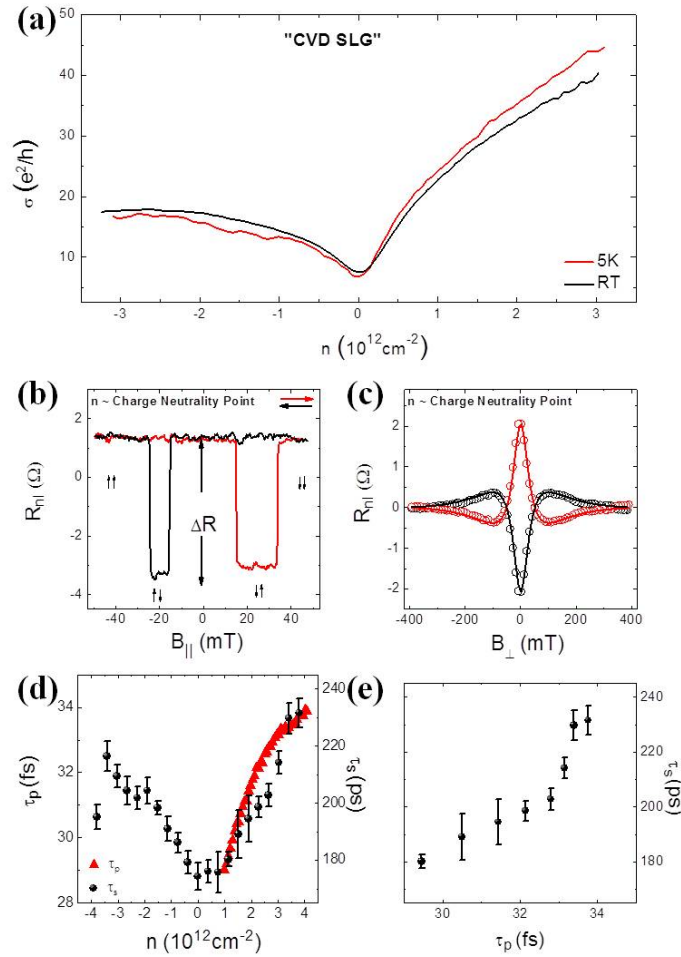 (a)
"CVD SLG"
50
40
30
20
10
σ (e²/h)
5K
RT
-3 -2 -1 0 1 2 3
n (10¹²cm⁻²)
(b)
n ~ Charge Neutrality Point
2
0
-2
-4
R_nl (Ω)
ΔR
-40 -20 0 20 40
B_|| (mT)
(c)
n ~ Charge Neutrality Point
2
1
0
-1
-2
R_nl (Ω)
-400 -200 0 200 400
B_⊥ (mT)
(d)
34
32
30
28
τ_p (fs)
240
220
200
180
τ_s (ps)
τ_p
τ_s
-4 -3 -2 -1 0 1 2 3 4
n (10¹²cm⁻²)
(e)
240
220
200
180
τ_s (ps)
30 32 34
τ_p (fs)